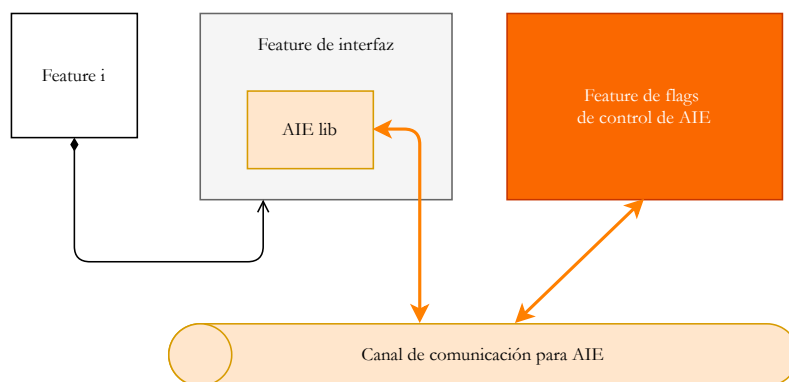 Feature i
Feature de interfaz
AIE lib
Feature de flags
de control de AIE
Canal de comunicación para AIE